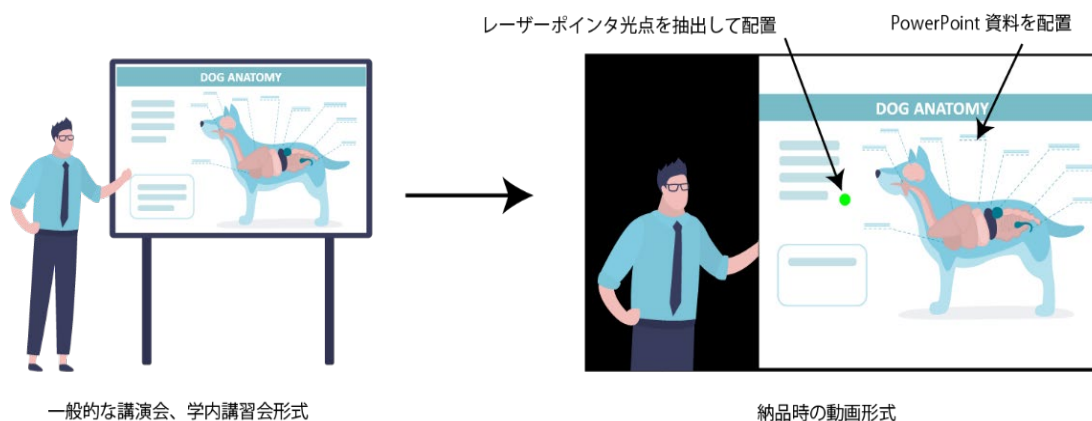 レーザーポインタ光点を抽出して配置
PowerPoint 資料を配置
DOG ANATOMY
DOG ANATOMY
一般的な講演会、学内講習会形式
納品時の動画形式